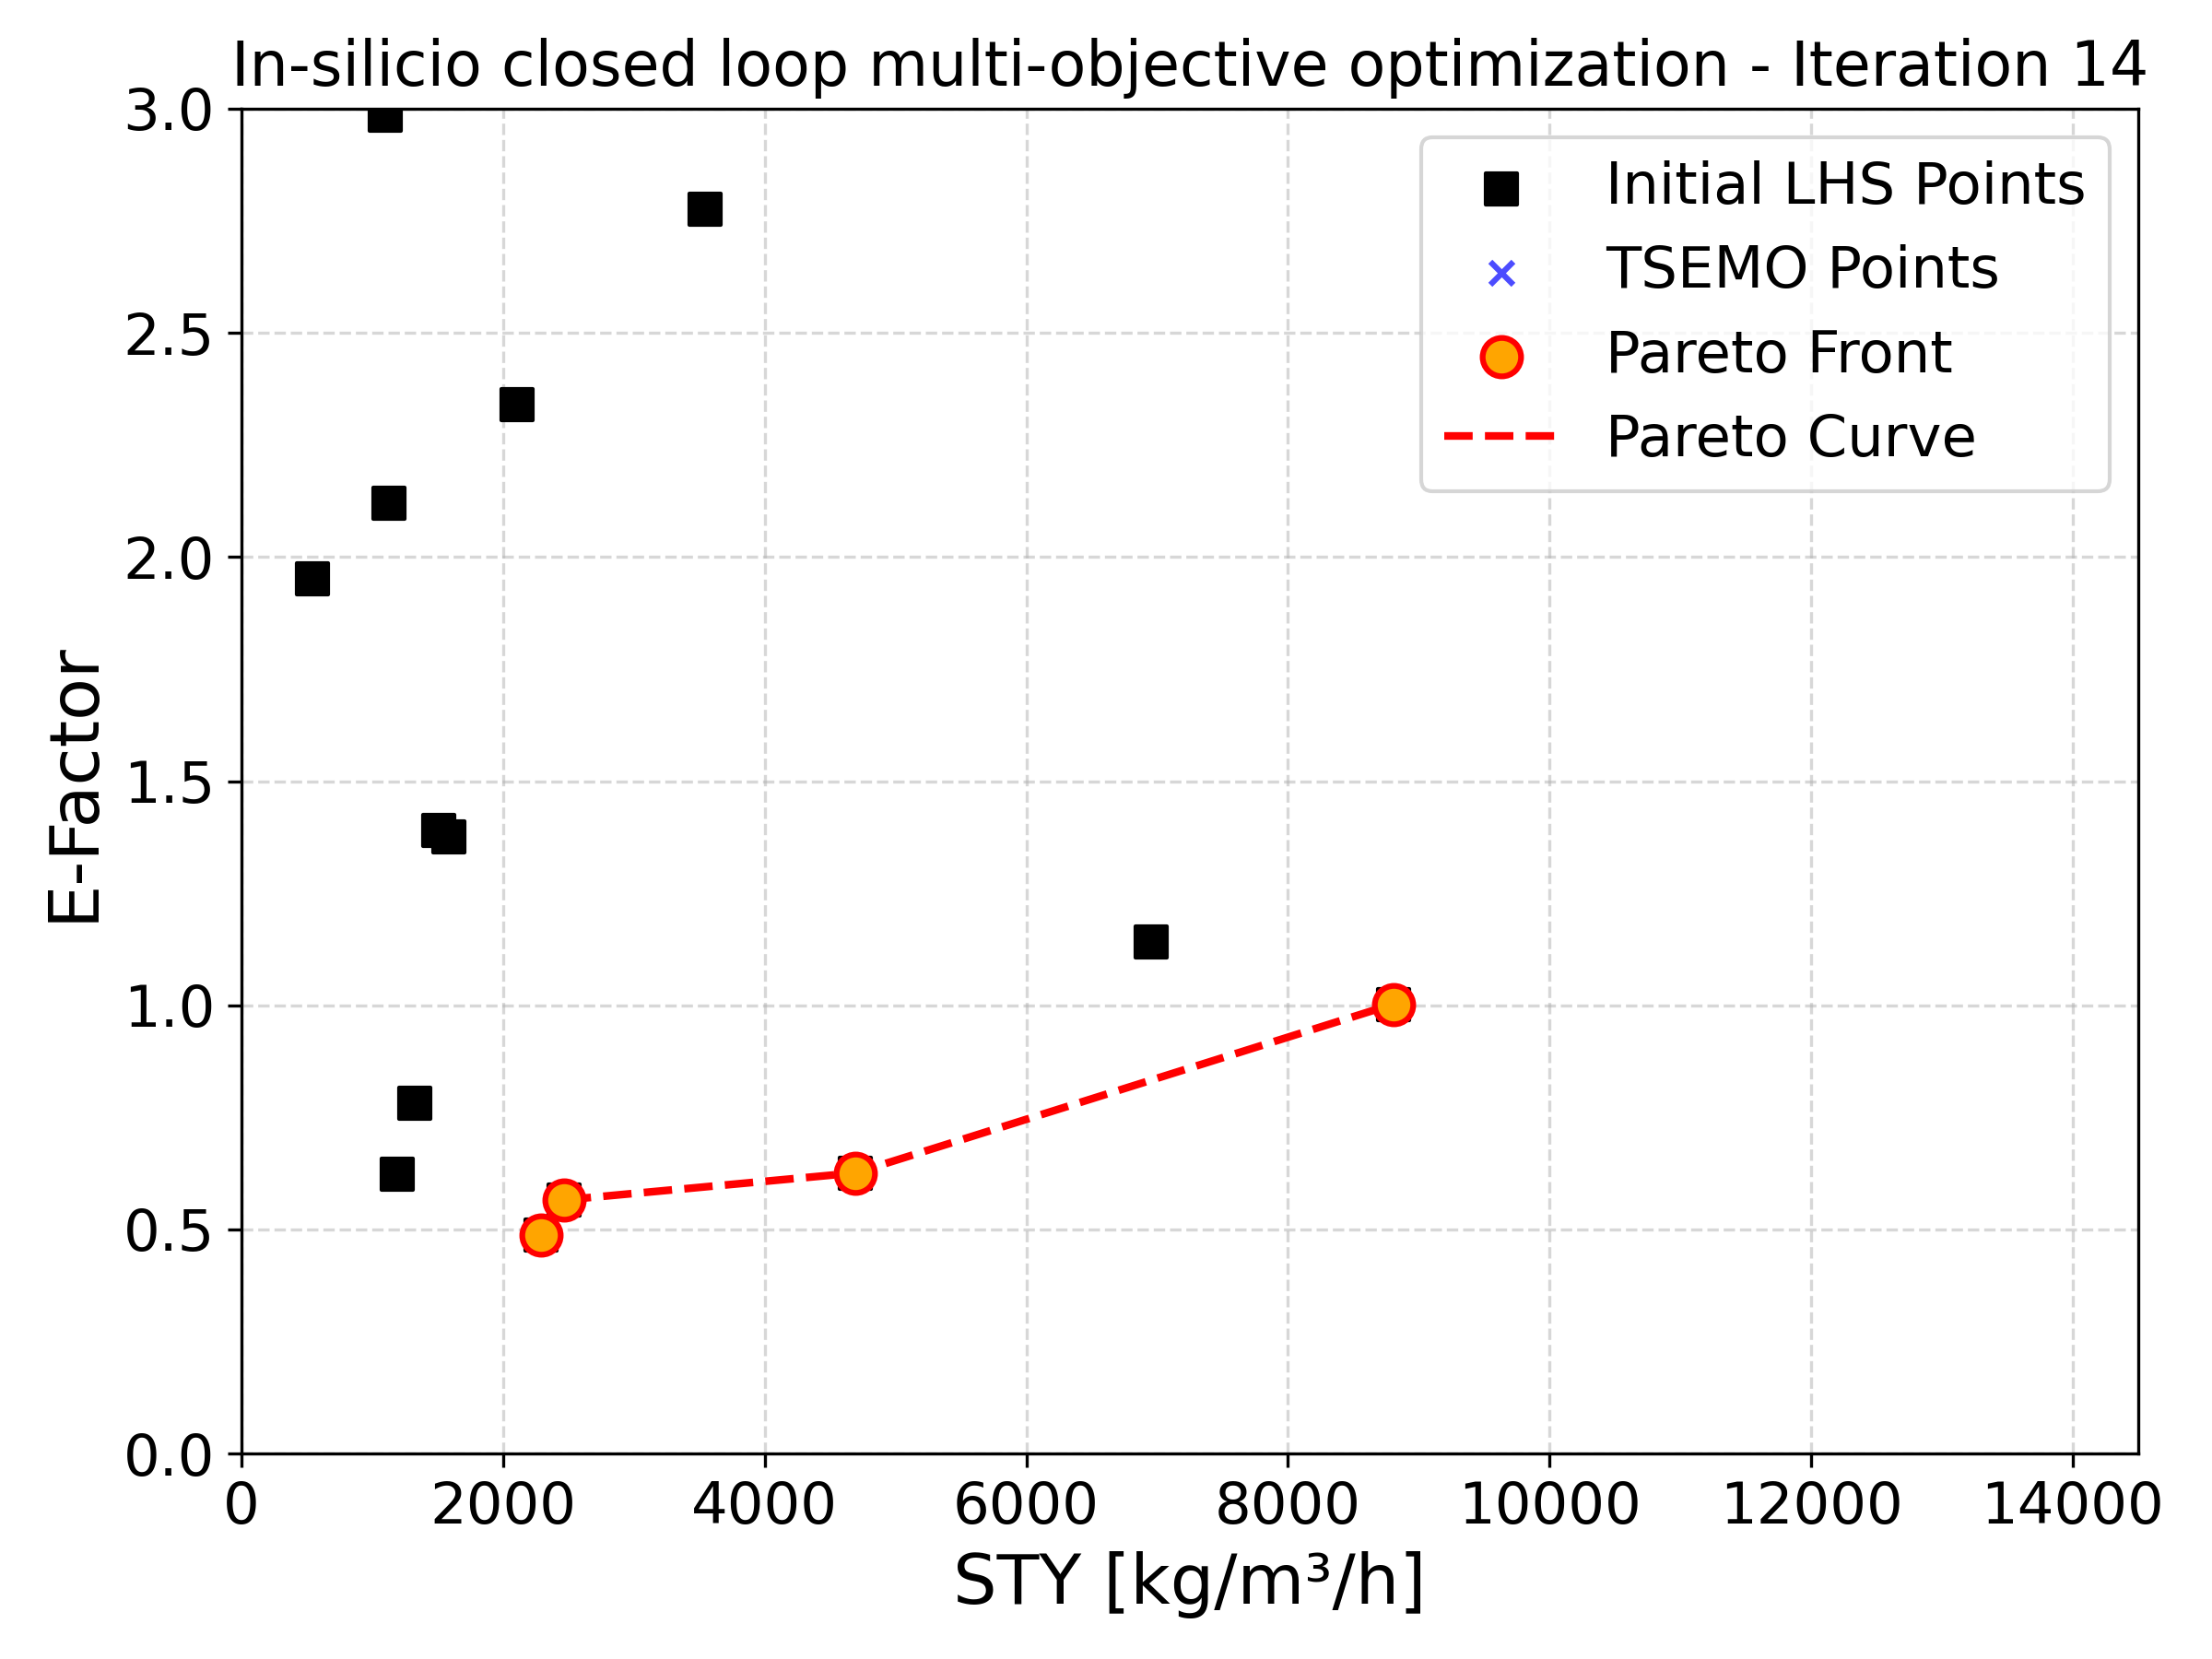 In-silicio closed loop multi-objective optimization - Iteration 14
3.0
2.5
2.0
1.5
1.0
0.5
0.0
E-Factor
Initial LHS Points
TSEMO Points
Pareto Front
Pareto Curve
0 2000 4000 6000 8000 10000 12000 14000
STY [kg/m³/h]